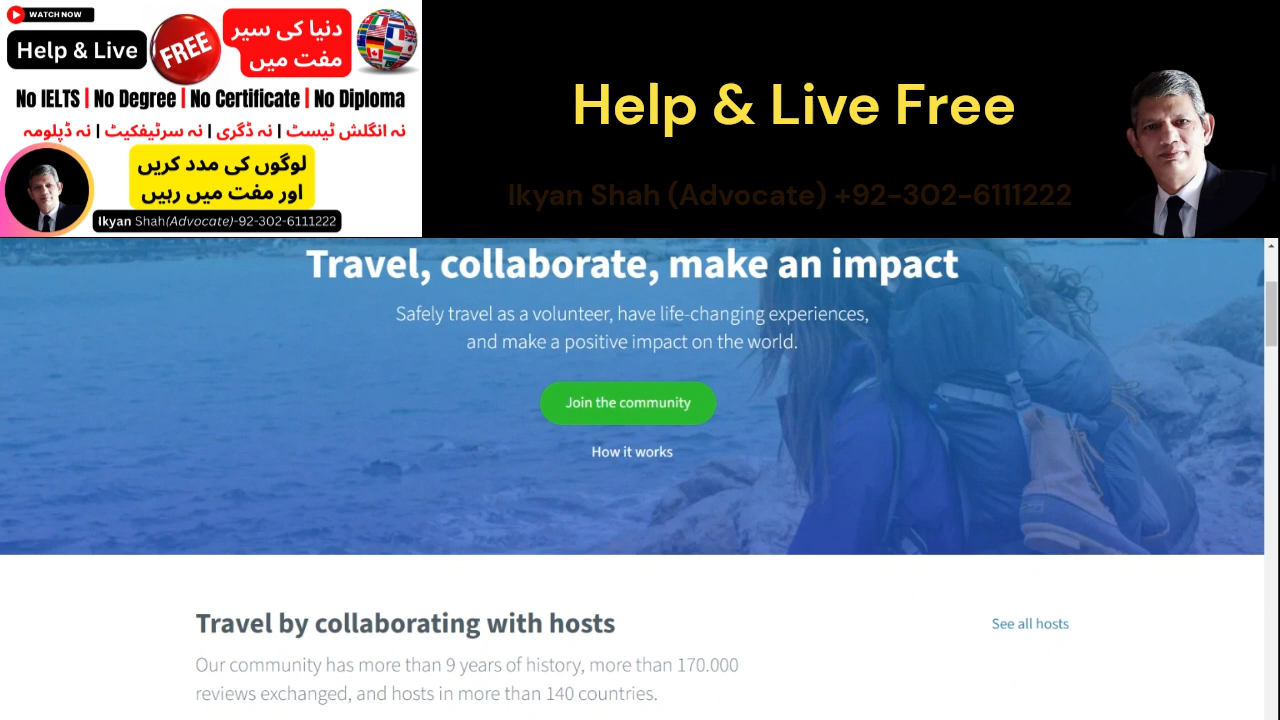 WATCH NOW
Help & Live
FREE
دنیا کی سیر
مفت میں
No IELTS | No Degree | No Certificate | No Diploma
نہ انگلش ٹیسٹ | نہ ڈگری | نہ سرٹیفکیٹ | نہ ڈپلومہ
لوگوں کی مدد کریں
اور مفت میں رہیں
Ikyan Shah(Advocate)-92-302-6111222
Help & Live Free
Ikyan Shah (Advocate) +92-302-6111222
Travel, collaborate, make an impact
Safely travel as a volunteer, have life-changing experiences,
and make a positive impact on the world.
Join the community
How it works
Travel by collaborating with hosts
See all hosts
Our community has more than 9 years of history, more than 170.000
reviews exchanged, and hosts in more than 140 countries.